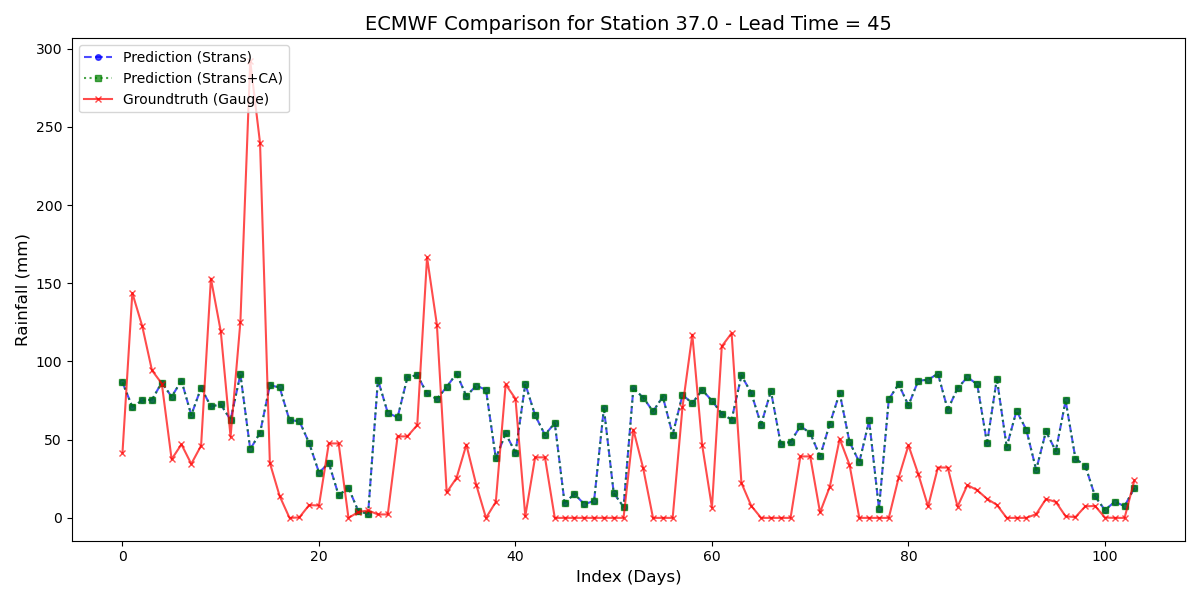 ECMWF Comparison for Station 37.0 - Lead Time = 45
Prediction (Strans)
Prediction (Strans+CA)
Groundtruth (Gauge)
300
250
200
150
100
50
0
Rainfall (mm)
0 20 40 60 80 100
Index (Days)